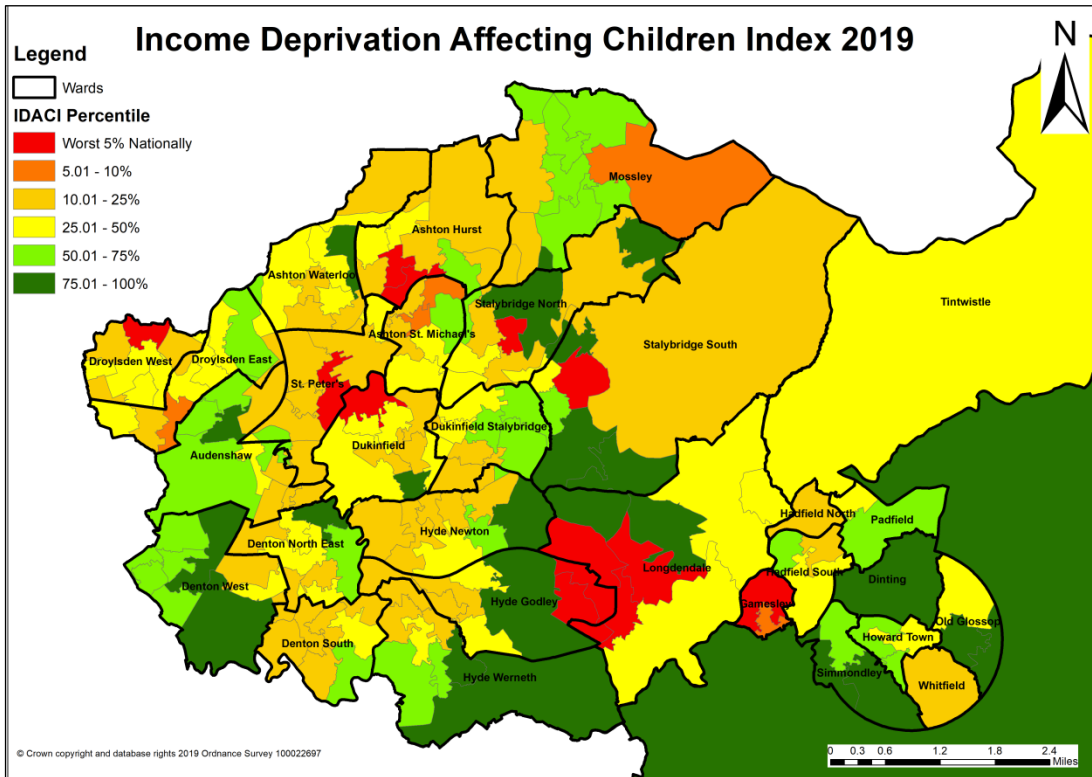 Income Deprivation Affecting Children Index 2019
N
Legend
Wards
IDACI Percentile
Worst 5% Nationally
5.01 - 10%
10.01 - 25%
25.01 - 50%
50.01 - 75%
75.01 - 100%
Mossley
Ashton Hurst
Ashton Waterloo
Tintwistle
Stalybridge North
Ashton St. Michael's
Stalybridge South
Droylsden West
Droylsden East
St. Peter's
Dukinfield Stalybridge
Dukinfield
Audenshaw
Hadfield North
Padfield
Hyde Newton
Denton North East
Longdendale
Hadfield South
Dinting
Denton West
Hyde Godley
Gamesley
Old Glossop
Howard Town
Denton South
Simmondley
Hyde Werneth
Whitfield
© Crown copyright and database rights 2019 Ordnance Survey 100022697
0 0.3 0.6 1.2 1.8 2.4
Miles